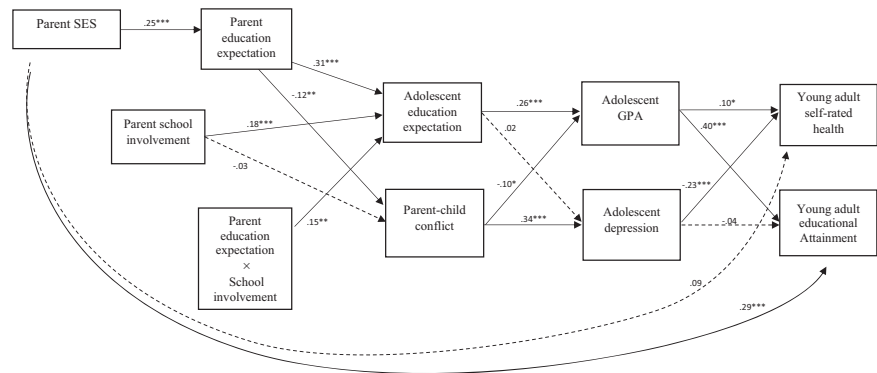 Parent SES
.25***
Parent
education
expectation
.31***
-.12**
Parent school
involvement
.18***
-.03
Parent
education
expectation
×
School
involvement
.15**
Adolescent
education
expectation
.26***
.02
Parent-child
conflict
-.10*
.34***
Adolescent
GPA
.10*
.40***
Adolescent
depression
-.23***
-.04
Young adult
self-rated
health
Young adult
educational
Attainment
.09
.29***